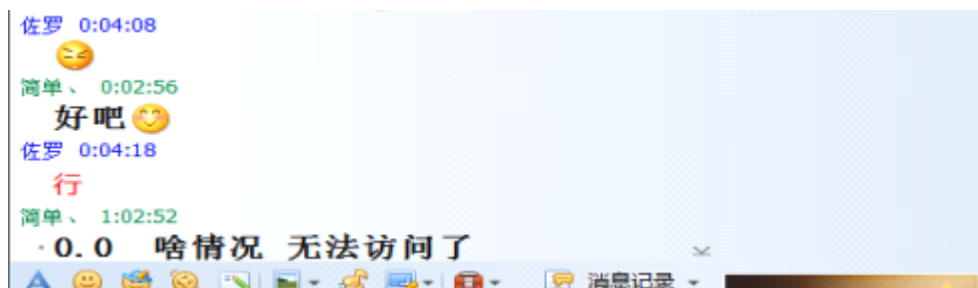 佐罗 0:04:08
简单、 0:02:56
好吧
佐罗 0:04:18
行
简单、 1:02:52
·0.0 啥情况 无法访问了
A 消息记录